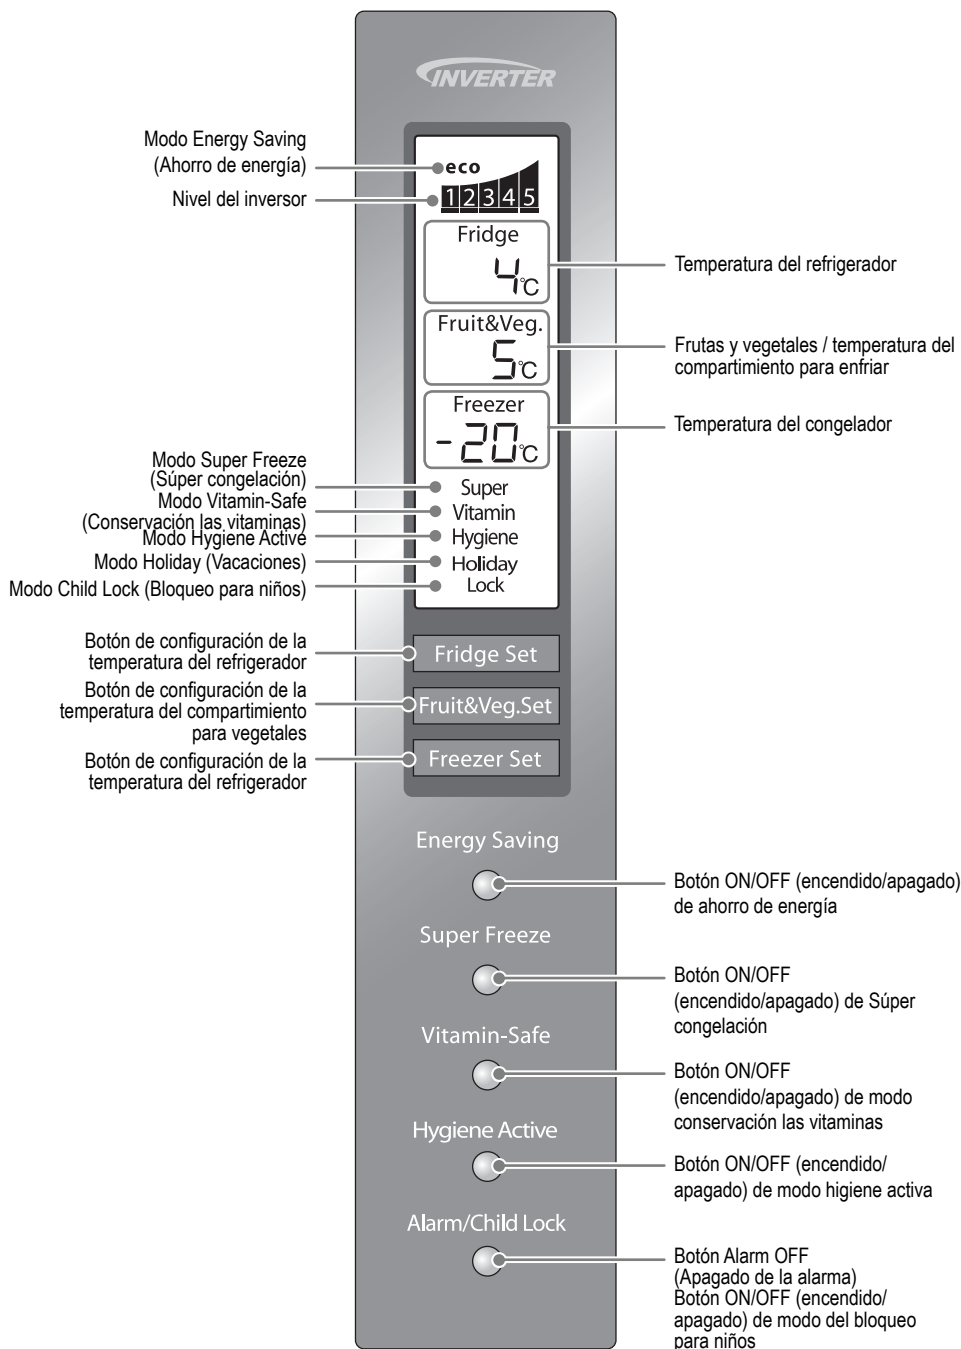 INVERTER
Modo Energy Saving
(Ahorro de energía)
Nivel del inversor
eco
1 2 3 4 5
Fridge
4°C
Fruit&Veg.
5°C
Freezer
-20°C
Temperatura del refrigerador
Frutas y vegetales / temperatura del
compartimiento para enfriar
Temperatura del congelador
Modo Super Freeze
(Súper congelación)
Modo Vitamin-Safe
(Conservación las vitaminas)
Modo Hygiene Active
Modo Holiday (Vacaciones)
Modo Child Lock (Bloqueo para niños)
Super
Vitamin
Hygiene
Holiday
Lock
Botón de configuración de la
temperatura del refrigerador
Botón de configuración de la
temperatura del compartimiento
para vegetales
Botón de configuración de la
temperatura del refrigerador
Fridge Set
Fruit&Veg.Set
Freezer Set
Energy Saving
Botón ON/OFF (encendido/apagado)
de ahorro de energía
Super Freeze
Botón ON/OFF
(encendido/apagado) de Súper
congelación
Vitamin-Safe
Botón ON/OFF
(encendido/apagado) de modo
conservación las vitaminas
Hygiene Active
Botón ON/OFF (encendido/
apagado) de modo higiene activa
Alarm/Child Lock
Botón Alarm OFF
(Apagado de la alarma)
Botón ON/OFF (encendido/
apagado) de modo del bloqueo
para niños